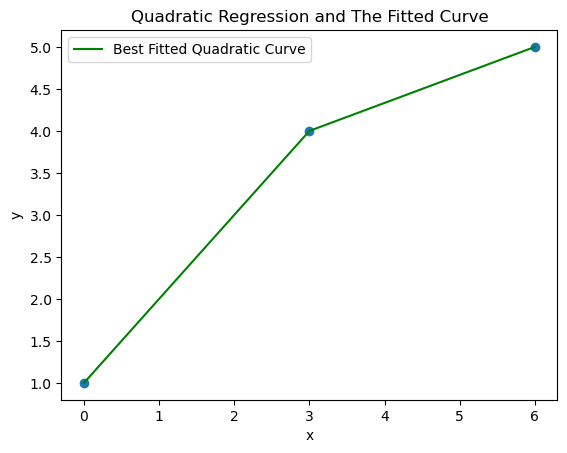 Quadratic Regression and The Fitted Curve
Best Fitted Quadratic Curve
5.0
4.5
4.0
3.5
3.0
2.5
2.0
1.5
1.0
y
0 1 2 3 4 5 6
x